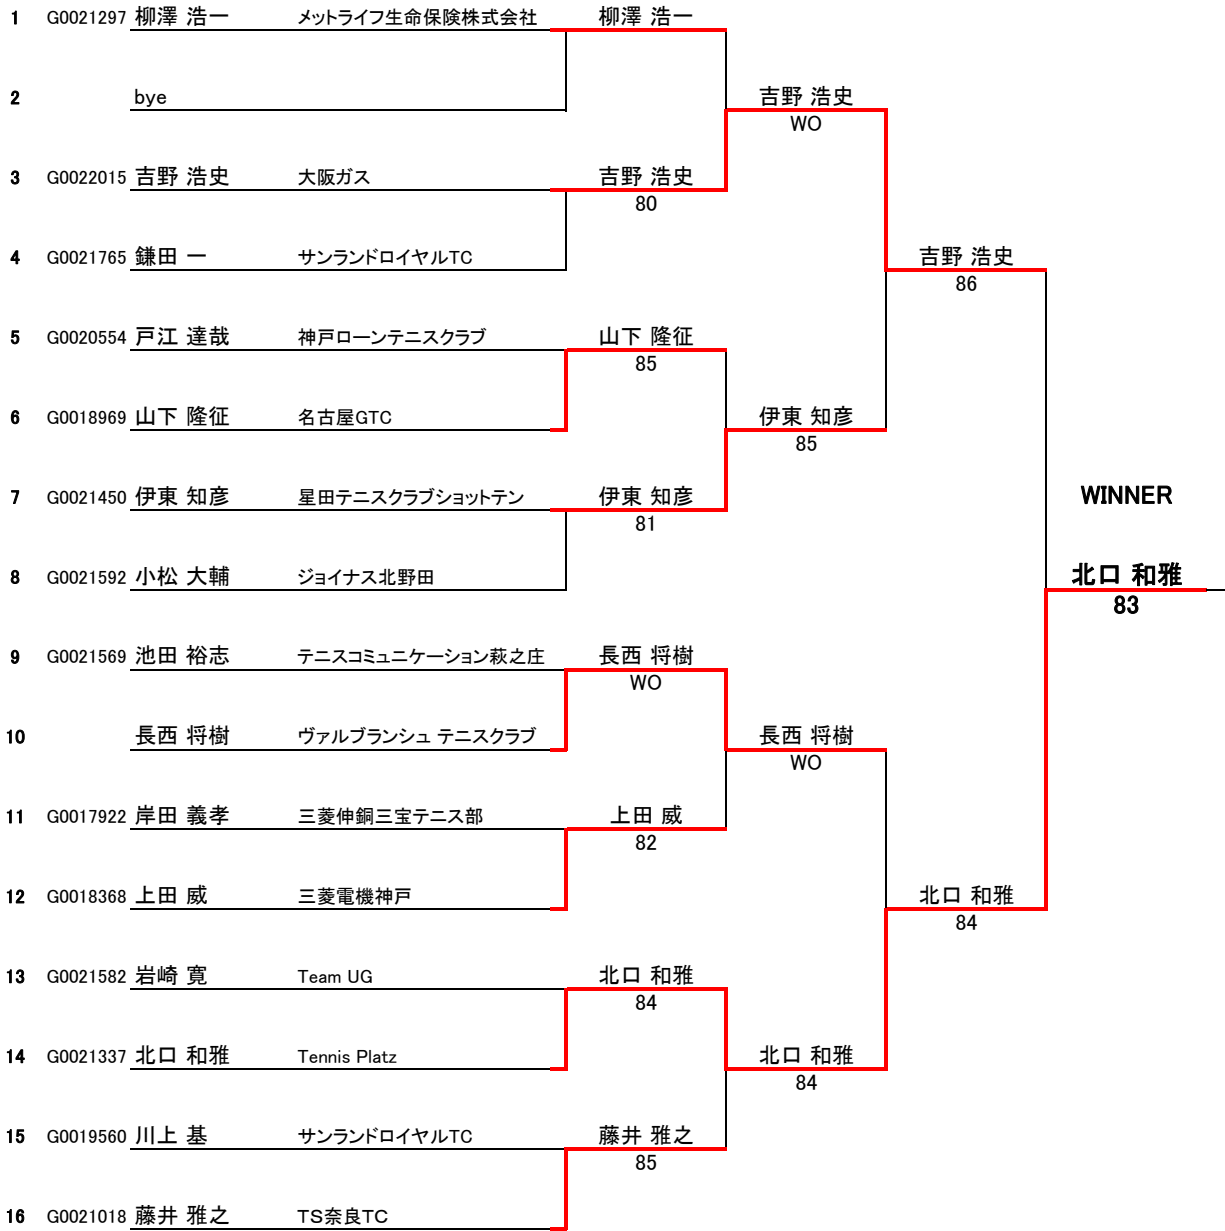 1 G0021297 柳澤 浩一 メットライフ生命保険株式会社 柳澤 浩一
2 bye 吉野 浩史
WO
3 G0022015 吉野 浩史 大阪ガス 吉野 浩史
80
4 G0021765 鎌田 一 サンランドロイヤルTC 吉野 浩史
86
5 G0020554 戸江 達哉 神戸ローンテニスクラブ 山下 隆征
85
6 G0018969 山下 隆征 名古屋GTC 伊東 知彦
85
7 G0021450 伊東 知彦 星田テニスクラブショットテン 伊東 知彦 WINNER
81
8 G0021592 小松 大輔 ジョイナス北野田 北口 和雅
83
9 G0021569 池田 裕志 テニスコミュニケーション萩之庄 長西 将樹
WO
10 長西 将樹 ヴァルブランシュ テニスクラブ 長西 将樹
WO
11 G0017922 岸田 義孝 三菱伸銅三宝テニス部 上田 威
82
12 G0018368 上田 威 三菱電機神戸 北口 和雅
84
13 G0021582 岩崎 寛 Team UG 北口 和雅
84
14 G0021337 北口 和雅 Tennis Platz 北口 和雅
84
15 G0019560 川上 基 サンランドロイヤルTC 藤井 雅之
85
16 G0021018 藤井 雅之 TS奈良TC